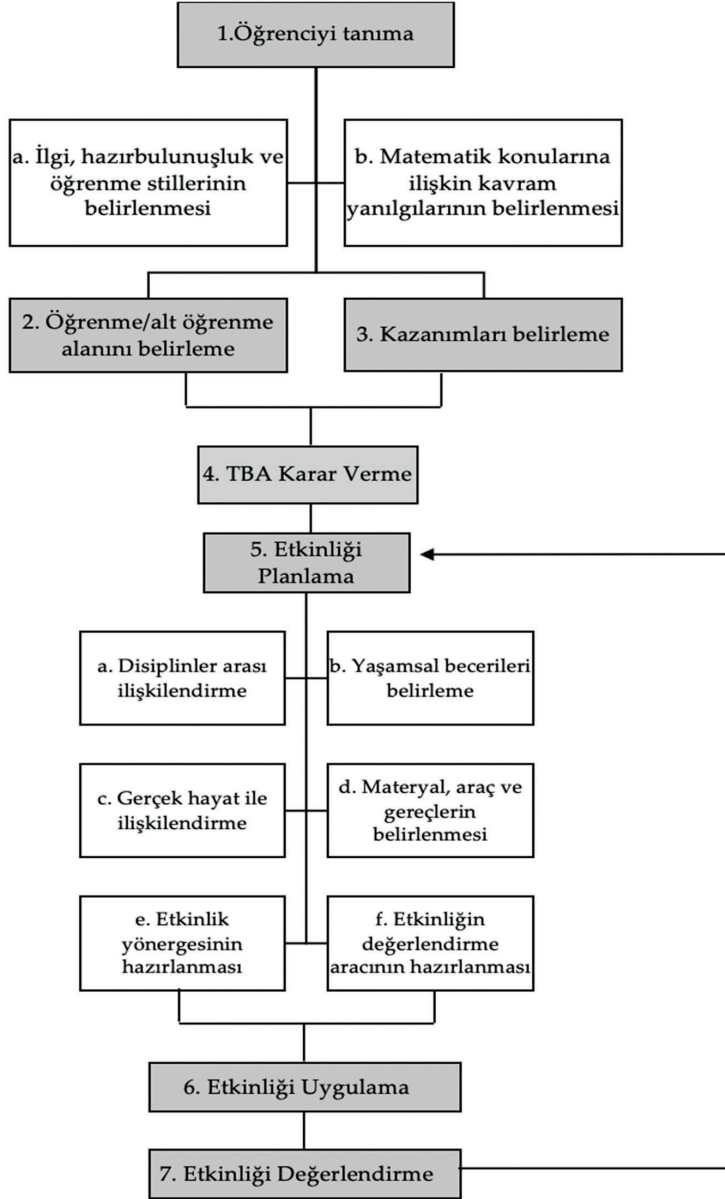 1.Öğrenciyi tanıma
a. İlgi, hazırbulunuşluk ve
öğrenme stillerinin
belirlenmesi
b. Matematik konularına
ilişkin kavram
yanılgılarının belirlenmesi
2. Öğrenme/alt öğrenme
alanını belirleme
3. Kazanımları belirleme
4. TBA Karar Verme
5. Etkinliği
Planlama
a. Disiplinler arası
ilişkilendirme
b. Yaşamsal becerileri
belirleme
c. Gerçek hayat ile
ilişkilendirme
d. Materyal, araç ve
gereçlerin
belirlenmesi
e. Etkinlik
yönergesinin
hazırlanması
f. Etkinliğin
değerlendirme
aracının hazırlanması
6. Etkinliği Uygulama
7. Etkinliği Değerlendirme